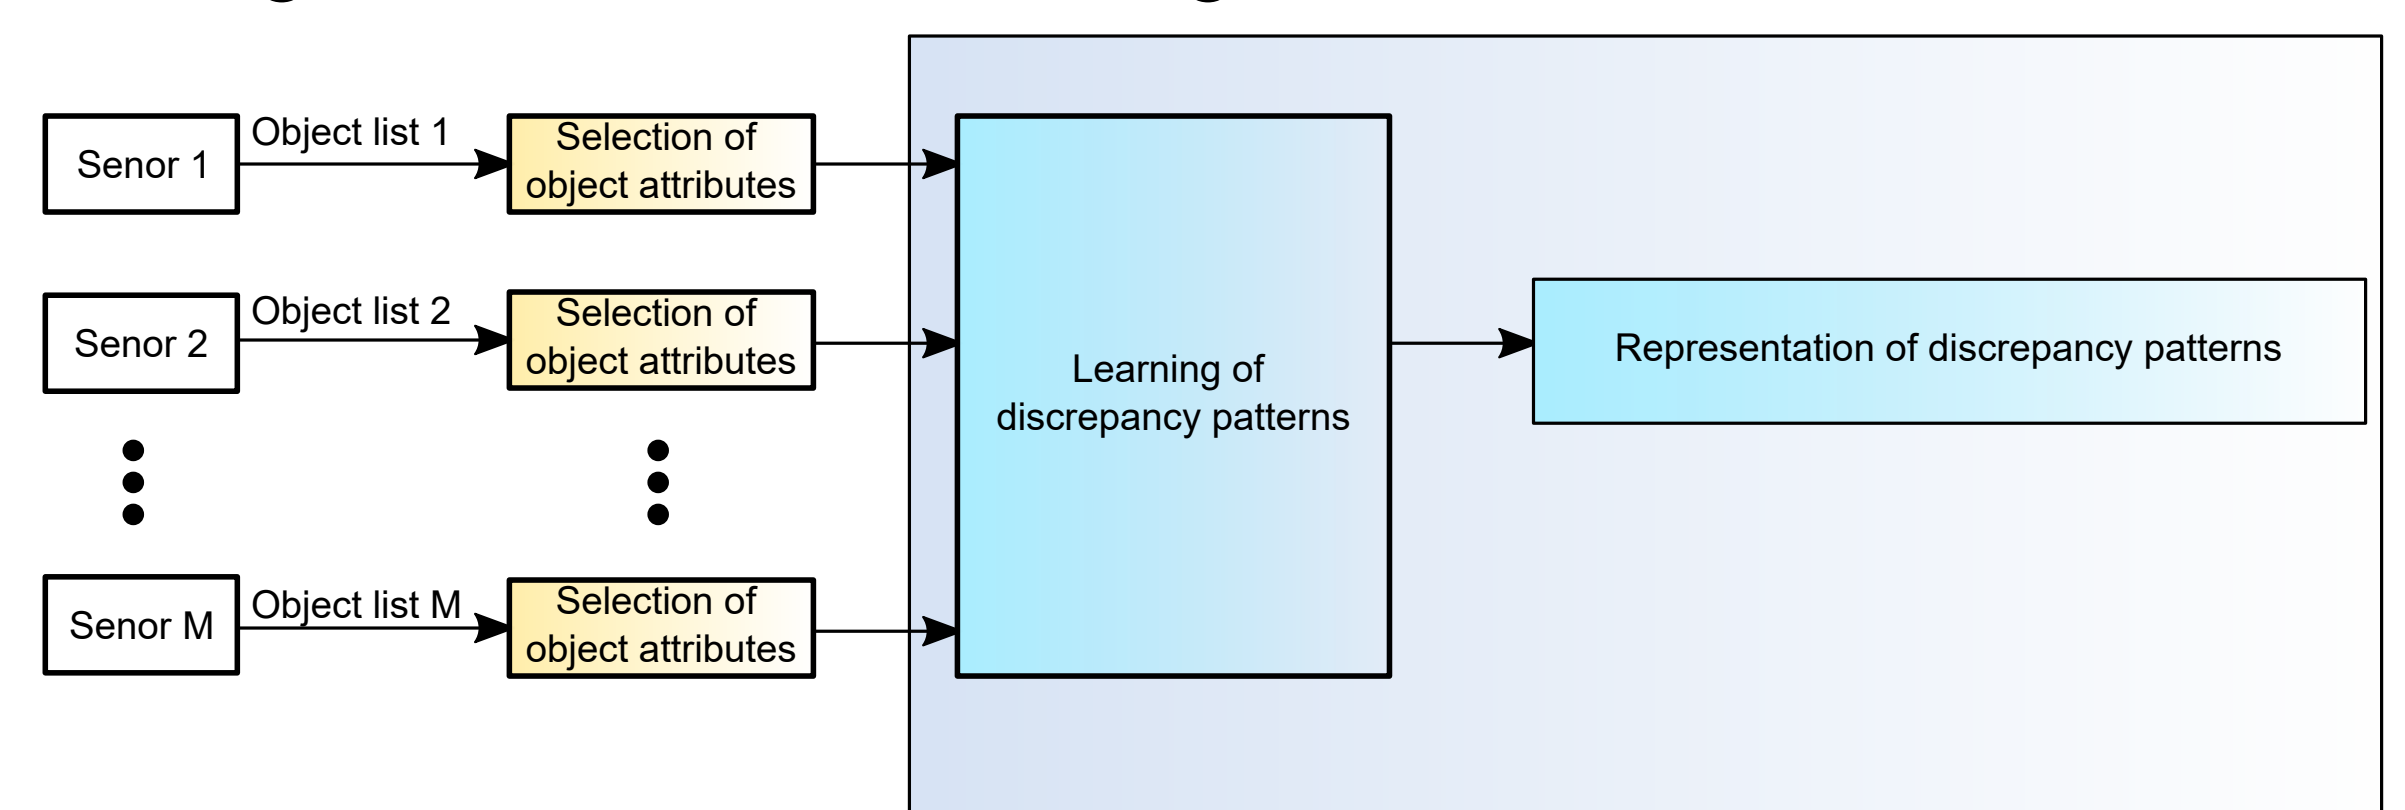 Object list 1
Senor 1
Selection of
object attributes
Object list 2
Senor 2
Selection of
object attributes
Learning of
discrepancy patterns
Representation of discrepancy patterns
Object list M
Senor M
Selection of
object attributes